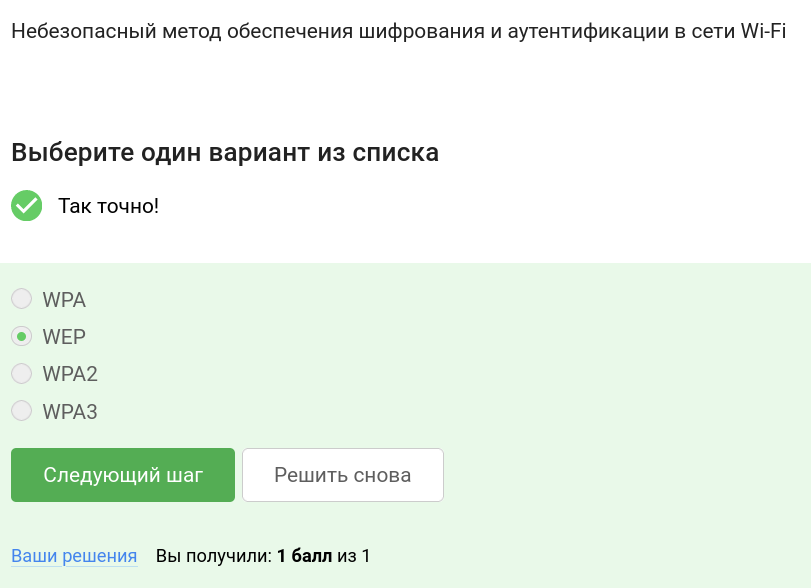 Небезопасный метод обеспечения шифрования и аутентификации в сети Wi-Fi
Выберите один вариант из списка
Так точно!
WPA
WEP
WPA2
WPA3
Следующий шаг
Решить снова
Ваши решения Вы получили: 1 балл из 1